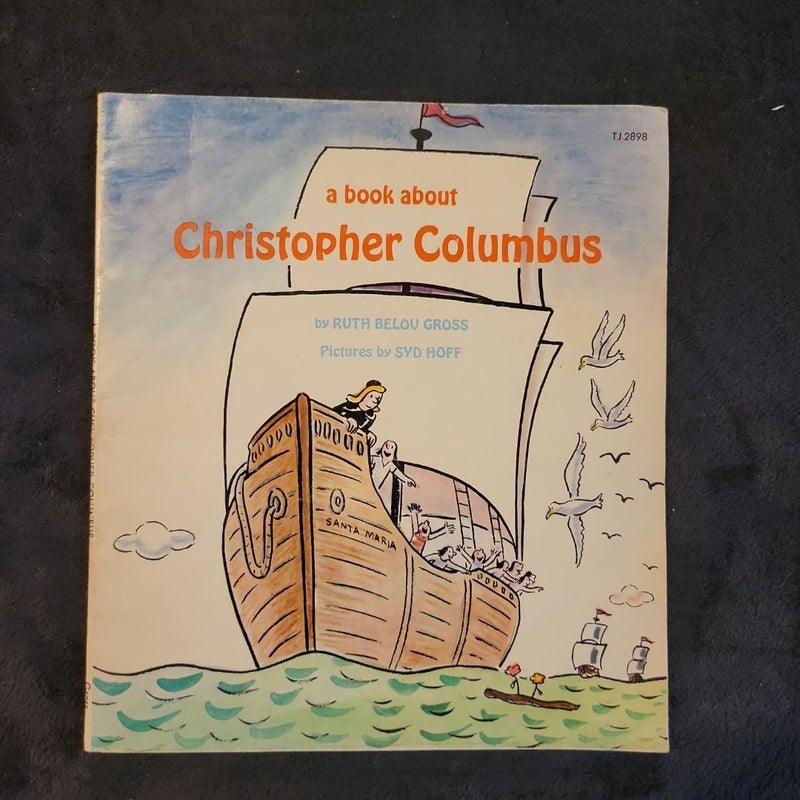 TJ 2898
a book about
Christopher Columbus
by RUTH BELOV GROSS
Pictures by SYD HOFF
SANTA MARIA